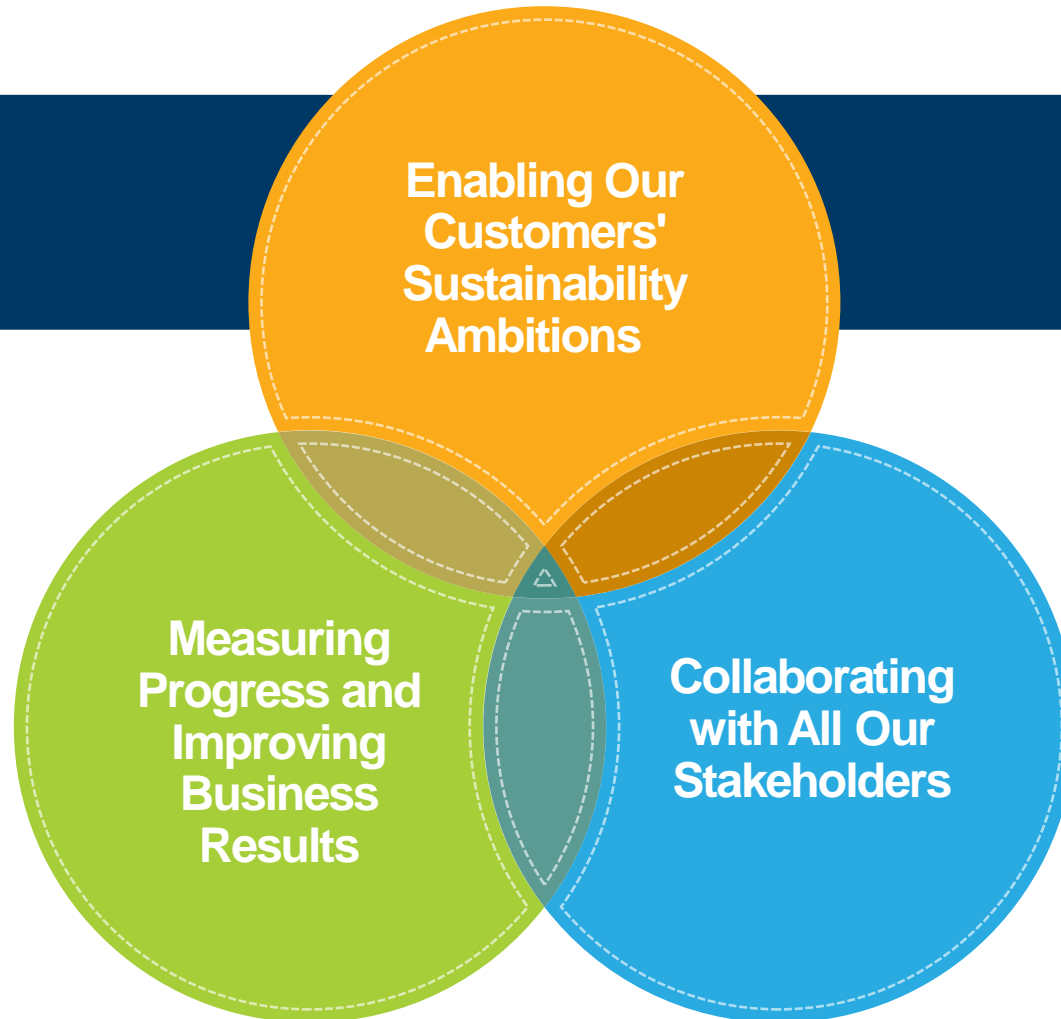 Enabling Our
Customers'
Sustainability
Ambitions
Measuring
Progress and
Improving
Business
Results
Collaborating
with All Our
Stakeholders